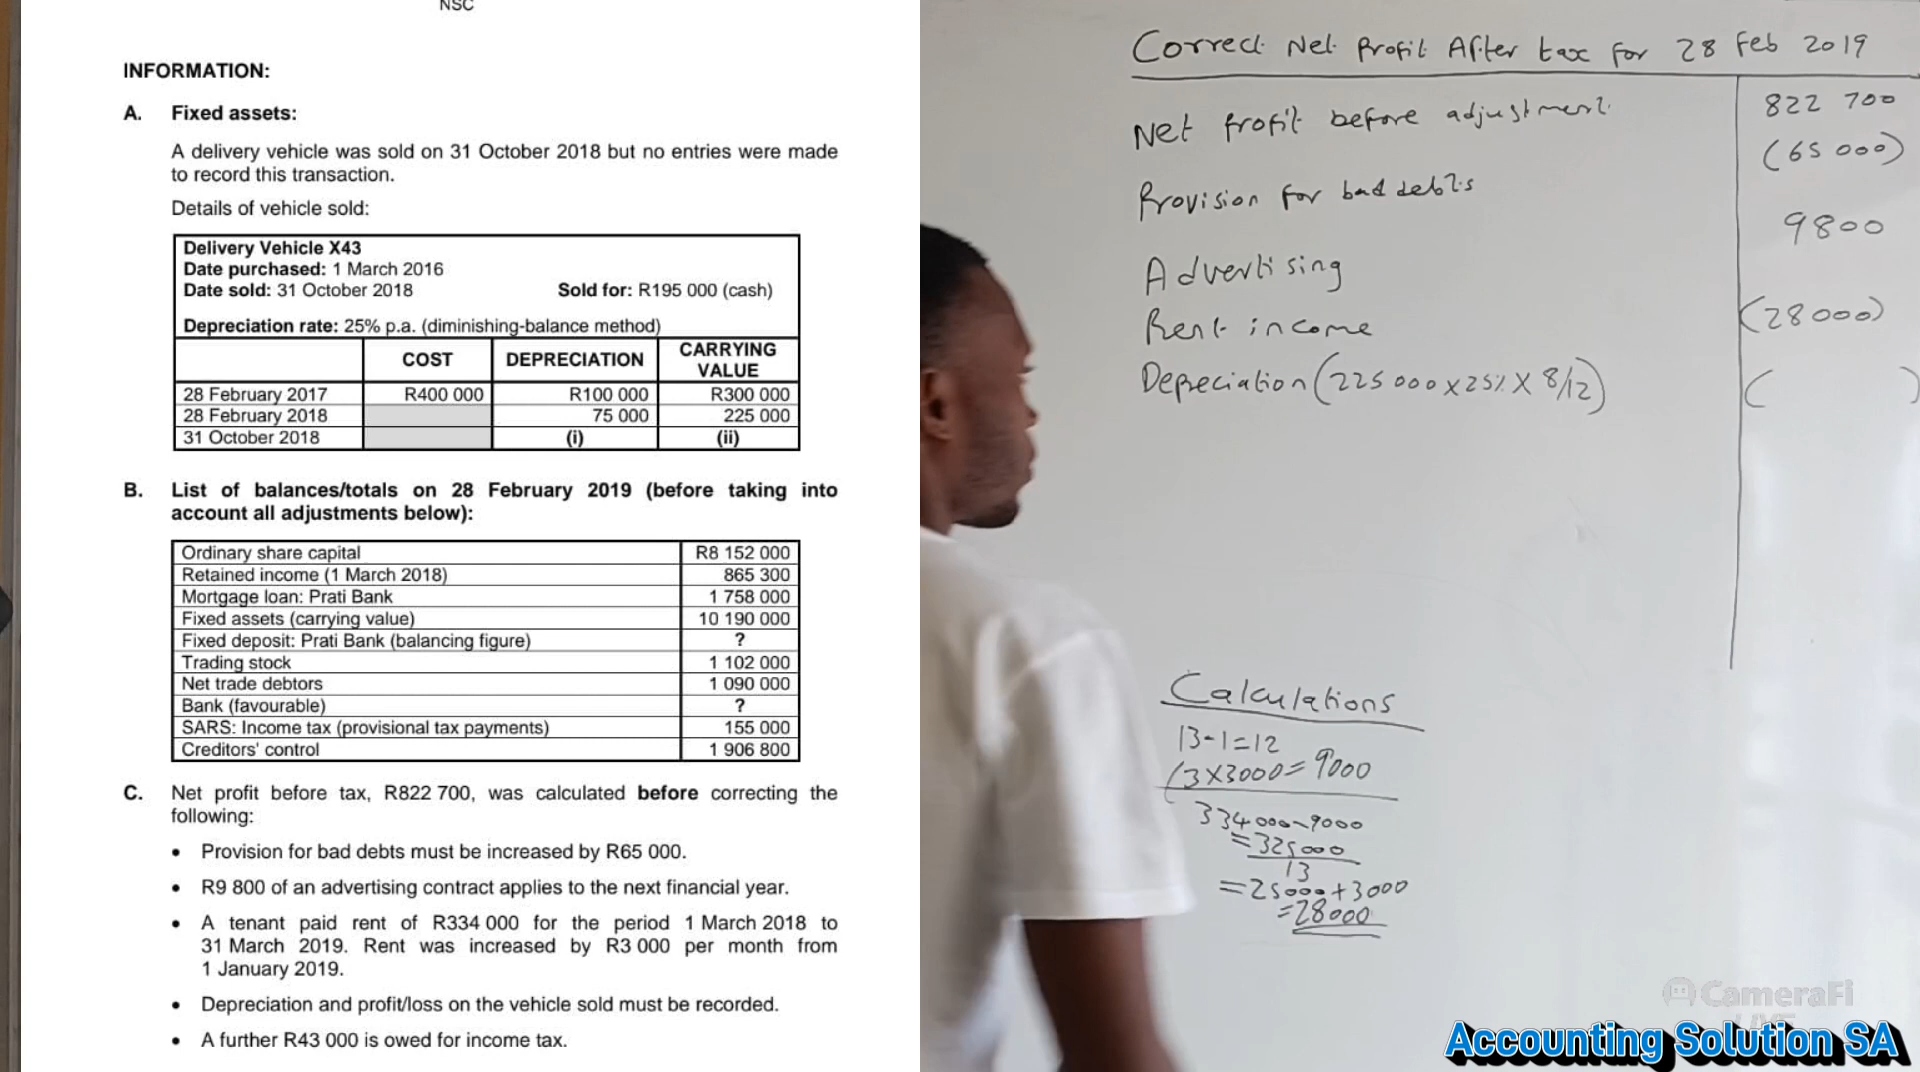 NSC
INFORMATION:
A. Fixed assets:
A delivery vehicle was sold on 31 October 2018 but no entries were made
to record this transaction.
Details of vehicle sold:
Delivery Vehicle X43
Date purchased: 1 March 2016
Date sold: 31 October 2018 Sold for: R195 000 (cash)
Depreciation rate: 25% p.a. (diminishing-balance method)
COST DEPRECIATION CARRYING VALUE
28 February 2017 R400 000 R100 000 R300 000
28 February 2018 75 000 225 000
31 October 2018 (i) (ii)
B. List of balances/totals on 28 February 2019 (before taking into
account all adjustments below):
Ordinary share capital R8 152 000
Retained income (1 March 2018) 865 300
Mortgage loan: Prati Bank 1 758 000
Fixed assets (carrying value) 10 190 000
Fixed deposit: Prati Bank (balancing figure) ?
Trading stock 1 102 000
Net trade debtors 1 090 000
Bank (favourable) ?
SARS: Income tax (provisional tax payments) 155 000
Creditors' control 1 906 800
C. Net profit before tax, R822 700, was calculated before correcting the
following:
• Provision for bad debts must be increased by R65 000.
• R9 800 of an advertising contract applies to the next financial year.
• A tenant paid rent of R334 000 for the period 1 March 2018 to
31 March 2019. Rent was increased by R3 000 per month from
1 January 2019.
• Depreciation and profit/loss on the vehicle sold must be recorded.
• A further R43 000 is owed for income tax.
Correct Net Profit After tax for 28 Feb 2019
Net profit before adjustment 822 700
(65 000)
Provision for bad debts
9800
Advertising
Rent income (28000)
Depreciation (225 000 x 25% x 8/12) ( )
Calculations
13-1=12
(3x3000= 9000
334000-9000
=325000
13
=25000+3000
=28000
CameraFi
LIVE
Accounting Solution SA